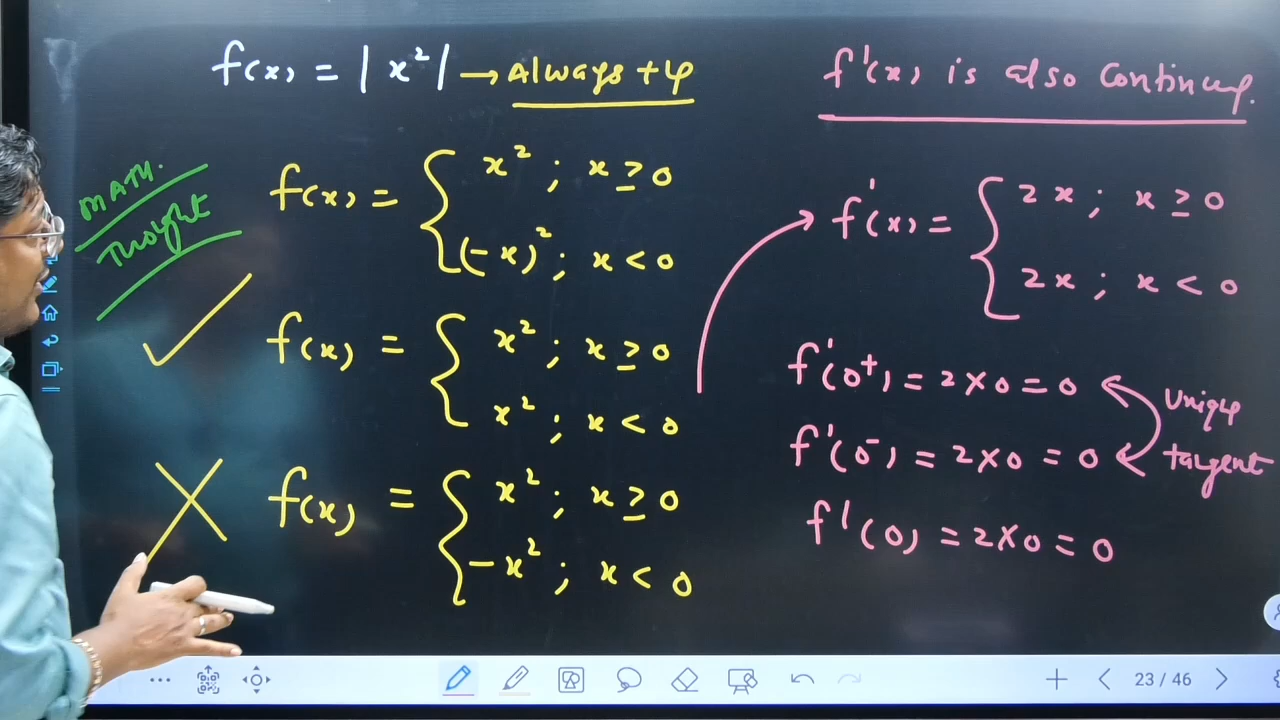 f(x) = |x²| → Always +ve
MATH.
Thoght
f(x) = { x² ; x ≥ 0
(-x)² ; x < 0
f(x) = { x² ; x ≥ 0
x² ; x < 0
f(x) = { x² ; x ≥ 0
-x² ; x < 0
f'(x) is also continuous.
f'(x) = { 2x ; x ≥ 0
2x ; x < 0
f'(0⁺) = 2×0 = 0
f'(0⁻) = 2×0 = 0
unique
tangent
f'(0) = 2×0 = 0
23 / 46